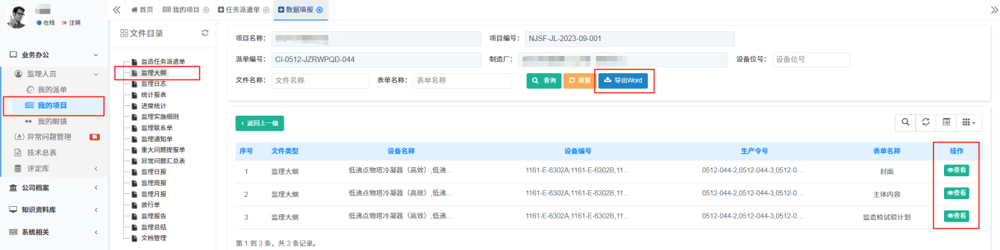 首页 我的项目 任务派遣单 数据填报
在线 注销
文件目录
业务办公
监理人员
我的派单
我的项目
我的眼镜
异常问题管理
技术总表
评定库
公司档案
知识资料库
系统相关
监造任务派遣单
监理大纲
监理日志
统计报表
进度统计
监理实施细则
监理联系单
监理通知单
重大问题提报单
异常问题汇总表
监理日报
监理周报
监理月报
放行单
监理报告
监理总结
文档管理
项目名称： 项目编号： NJSF-JL-2023-09-001
派单编号： CI-0512-JZRWPQD-044 制造厂： 设备位号： 设备位号
文件名称： 文件名称 表单名称： 表单名称 查询 重置 导出Word
返回上一级
序号 文件类型 设备名称 设备编号 生产令号 表单名称 操作
1 监理大纲 低沸点物塔冷凝器（高效）,低沸... 1161-E-6302A,1161-E-6302B,11... 0512-044-2,0512-044-3,0512-0... 封面 查看
2 监理大纲 低沸点物塔冷凝器（高效）,低沸... 1161-E-6302A,1161-E-6302B,11... 0512-044-2,0512-044-3,0512-0... 主体内容 查看
3 监理大纲 低沸点物塔冷凝器（高效）,低沸... 1161-E-6302A,1161-E-6302B,11... 0512-044-2,0512-044-3,0512-0... 监造检试验计划 查看
第 1 到 3 条，共 3 条记录。